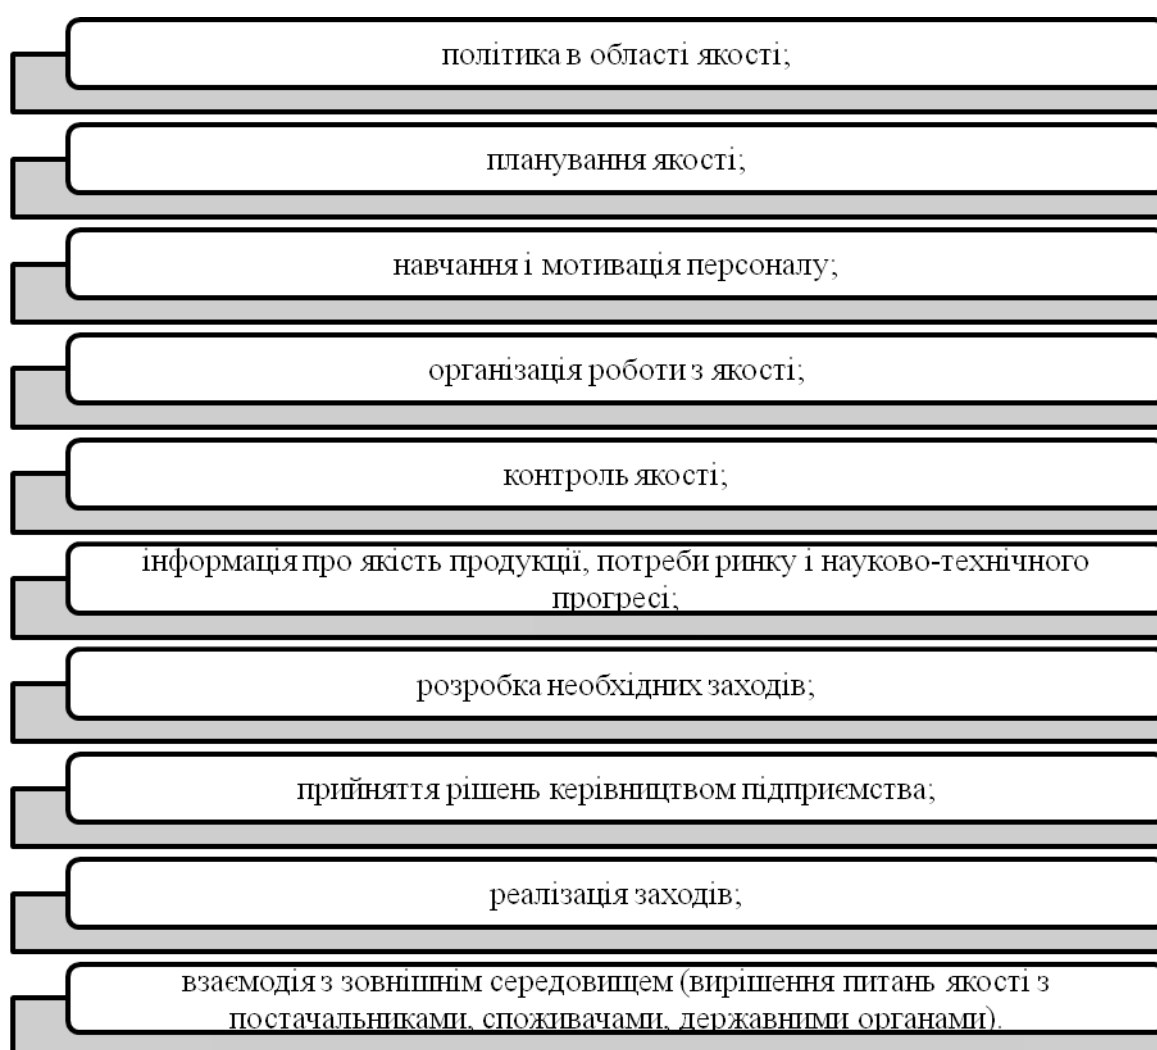 політика в області якості;
планування якості;
навчання і мотивація персоналу;
організація роботи з якості;
контроль якості;
інформація про якість продукції, потреби ринку і науково-технічного
прогресі;
розробка необхідних заходів;
прийняття рішень керівництвом підприємства;
реалізація заходів;
взаємодія з зовнішнім середовищем (вирішення питань якості з
постачальниками, споживачами, державними органами).